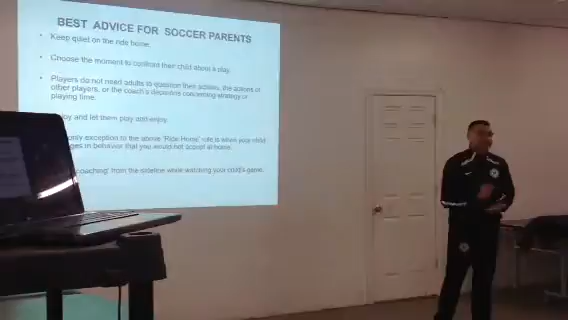 BEST ADVICE FOR SOCCER PARENTS
• Keep quiet on the ride home.
• Choose the moment to confront their child about a play.
• Players do not need adults to question their actions, the actions of
other players, or the coach's decisions concerning strategy or
playing time.
and let them play and enjoy.
only exception to the above 'Ride Home' rule is when your child
in behavior that you would not accept at home.
coaching' from the sideline while watching your child's game.